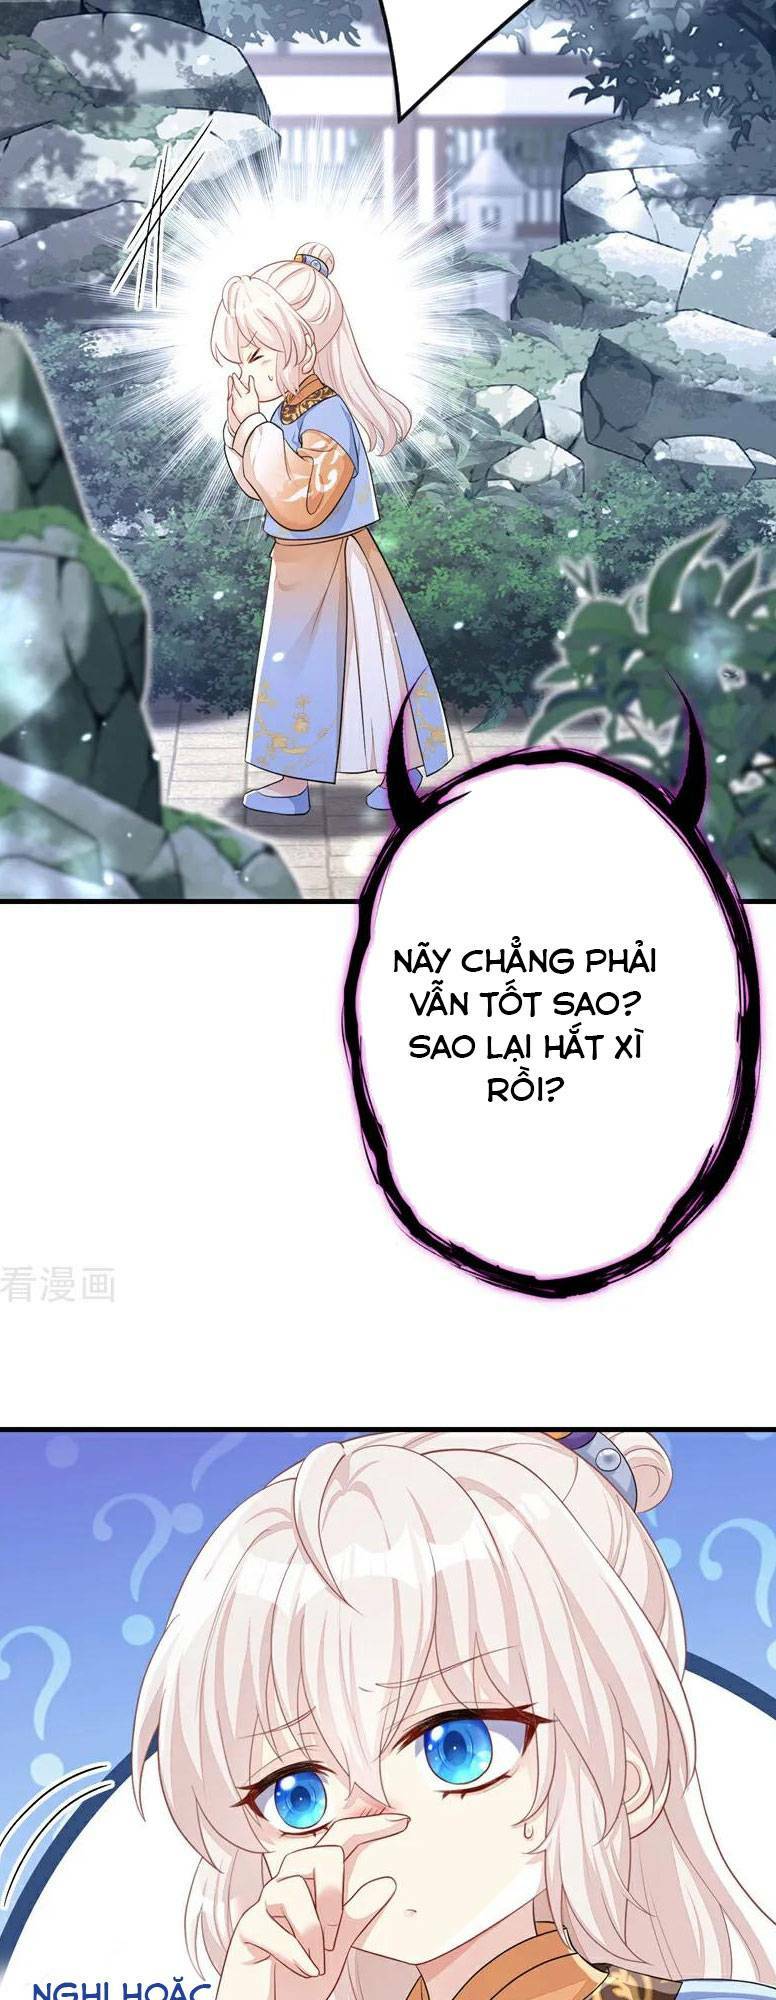 NÃY CHẲNG PHẢI
VẪN TỐT SAO?
SAO LẠI HẮT XÌ
RỒI?
看漫画
NGHI HOẶC